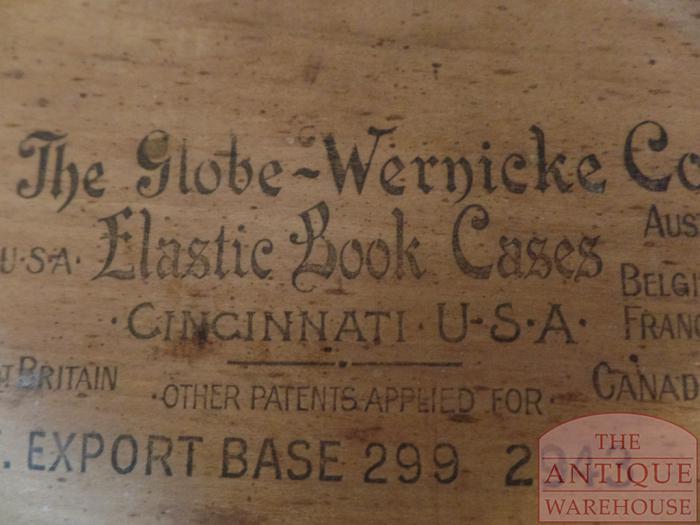 The Globe-Wernicke Co
Elastic Book Cases
U·S·A·
·CINCINNATI·U·S·A·
AUS
BELGI
FRANC
CANAD
T BRITAIN
·OTHER PATENTS APPLIED FOR·
. EXPORT BASE 299 2943
THE
ANTIQUE
WAREHOUSE